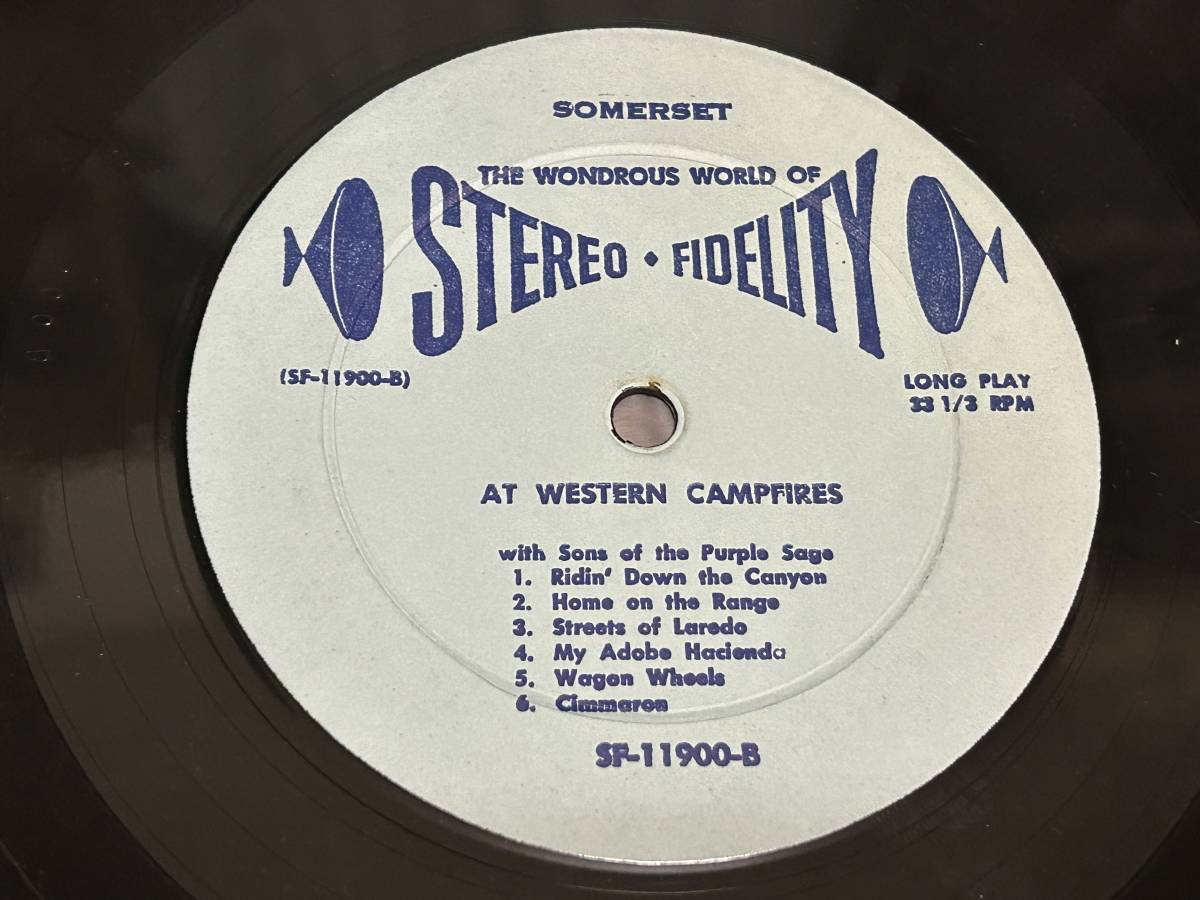 SOMERSET
THE WONDROUS WORLD OF
STEREO • FIDELITY
(SF-11900-B)
LONG PLAY
33 1/3 RPM
AT WESTERN CAMPFIRES
with Sons of the Purple Sage
1. Ridin' Down the Canyon
2. Home on the Range
3. Streets of Laredo
4. My Adobe Hacienda
5. Wagon Wheels
6. Cimmaron
SF-11900-B